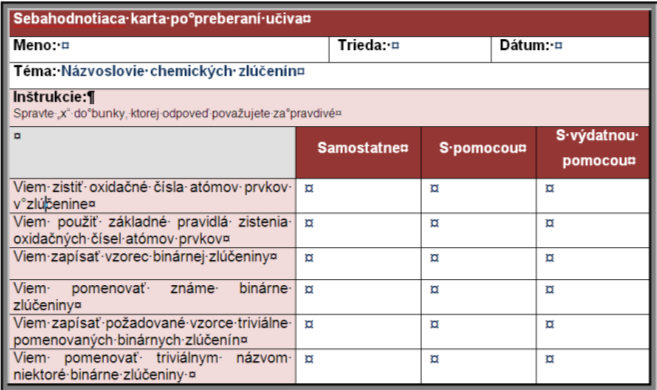 Sebahodnotiaca·karta·po°preberaní·učiva¤
Meno:·¤ Trieda:·¤ Dátum:·¤
Téma:·Názvoslovie·chemických·zlúčenín¤
Inštrukcie:¶
Spravte·„x“·do°bunky,·ktorej·odpoveď·považujete·za°pravdivé¤
¤ Samostatne¤ S·pomocou¤ S·výdatnou·
pomocou¤
Viem·zistiť·oxidačné·čísla·atómov·prvkov·
v°zlúčenine¤ ¤ ¤ ¤
Viem·použiť·základné·pravidlá·zistenia·
oxidačných·čísel·atómov·prvkov¤ ¤ ¤ ¤
Viem·zapísať·vzorec·binárnej·zlúčeniny¤ ¤ ¤ ¤
Viem·pomenovať·známe·binárne·
zlúčeniny¤ ¤ ¤ ¤
Viem·zapísať·požadované·vzorce·triviálne·
pomenovaných·binárnych·zlúčenín¤ ¤ ¤ ¤
Viem·pomenovať·triviálnym·názvom·
niektoré·binárne·zlúčeniny·¤ ¤ ¤ ¤